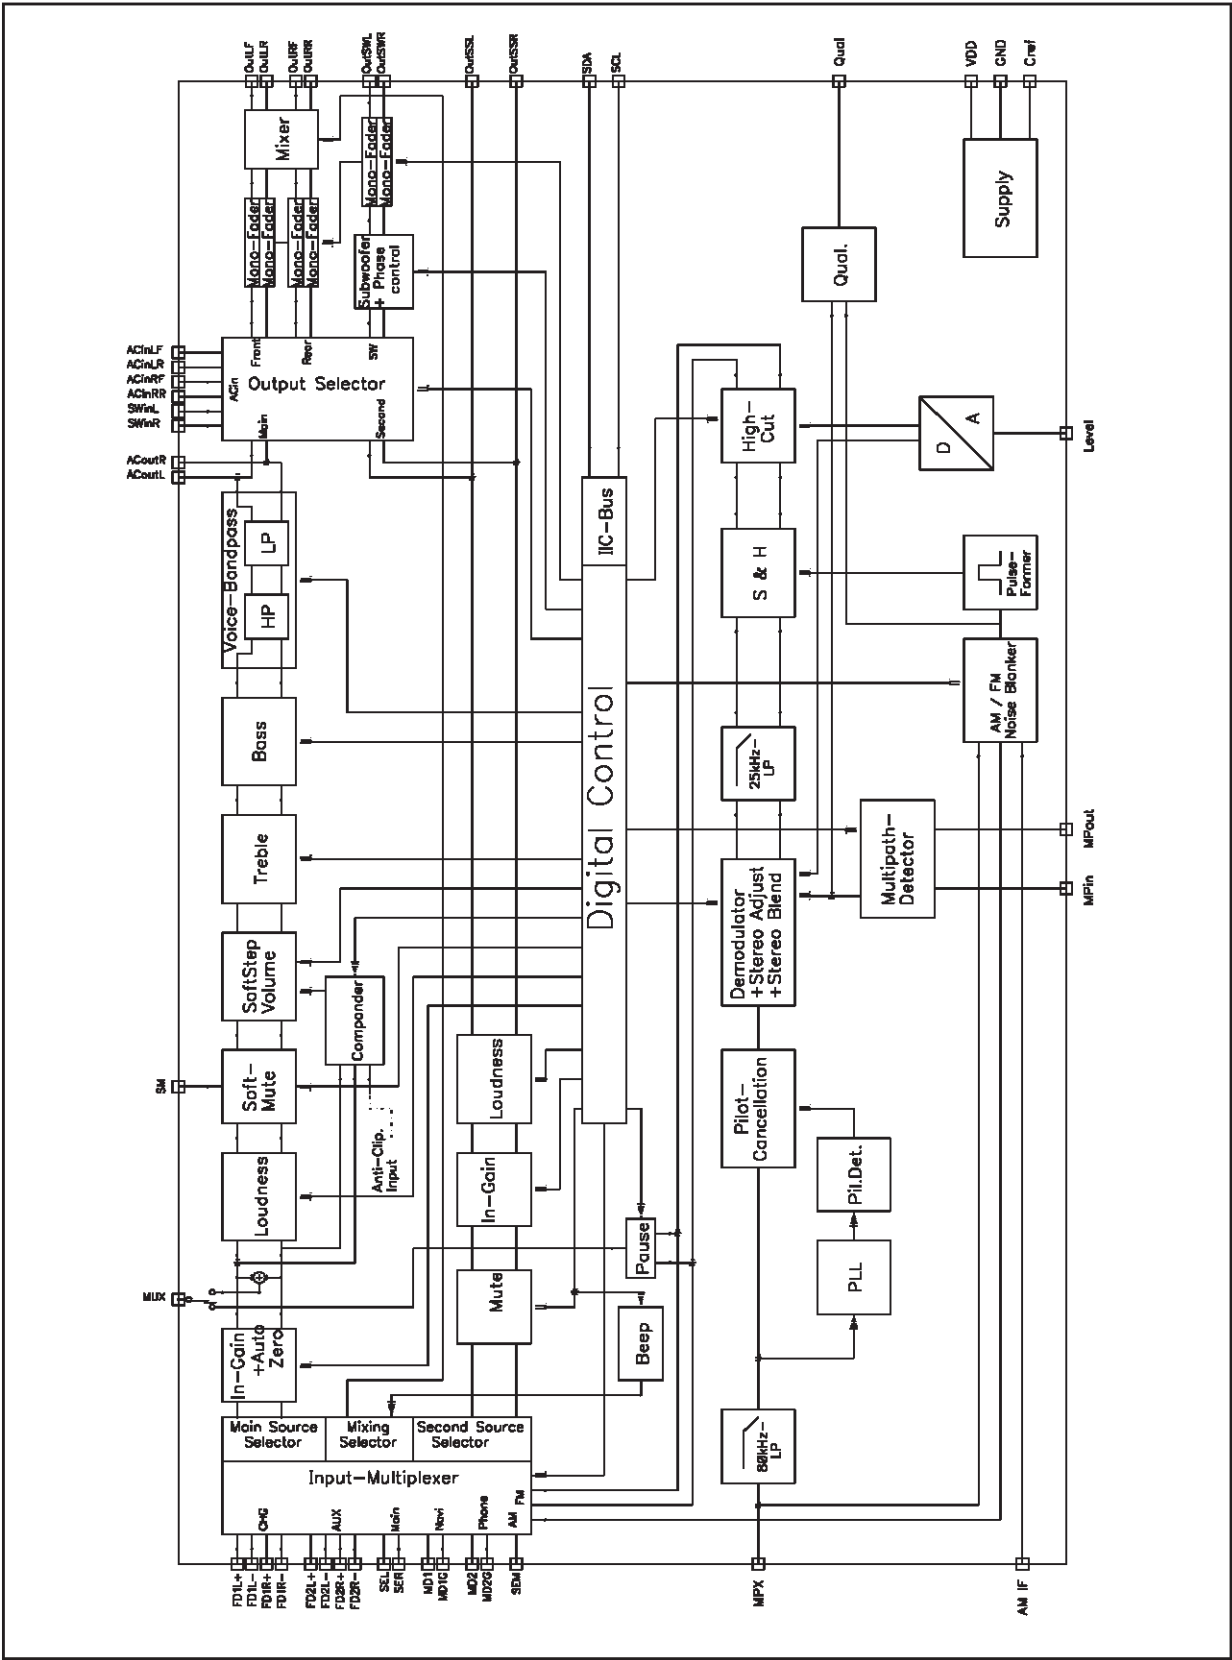 OutLF
OutLR
OutRF
OutRR
OutSWL
OutSWR
OutSSL
OutSSR
SDA
SCL
Qual
VDD
GND
Cref
Mixer
Mono-Fader
Mono-Fader
Mono-Fader
Mono-Fader
Mono-Fader
Mono-Fader
Subwoofer
+ Phase
control
Qual.
Supply
ACinLF
ACinLR
ACinRF
ACinRR
SWinL
SWinR
ACoutR
ACoutL
Front
Rear
SW
ACin
Output Selector
Main
Second
High-
Cut
D
A
Level
Voice-Bandpass
LP
HP
IIC-Bus
S & H
Pulse-
Former
Bass
Digital Control
25kHz-
LP
AM / FM
Noise Blanker
Treble
Demodulator
+Stereo Adjust
+Stereo Blend
Multipath-
Detector
MPout
MPin
SoftStep
Volume
Compander
SM
Soft-
Mute
Loudness
Pilot-
Cancellation
Anti-Clip.
Input
Loudness
In-Gain
Pil.Det.
Pause
PLL
MUX
Mute
In-Gain
+Auto
Zero
Beep
Main Source
Selector
Mixing
Selector
Second Source
Selector
80kHz-
LP
Input-Multiplexer
CHG
AUX
Main
Navi
Phone
AM
FM
FD1L+
FD1L-
FD1R+
FD1R-
FD2L+
FD2L-
FD2R+
FD2R-
SEL
SER
MD1
MD1G
MD2
MD2G
SEM
MPX
AM IF